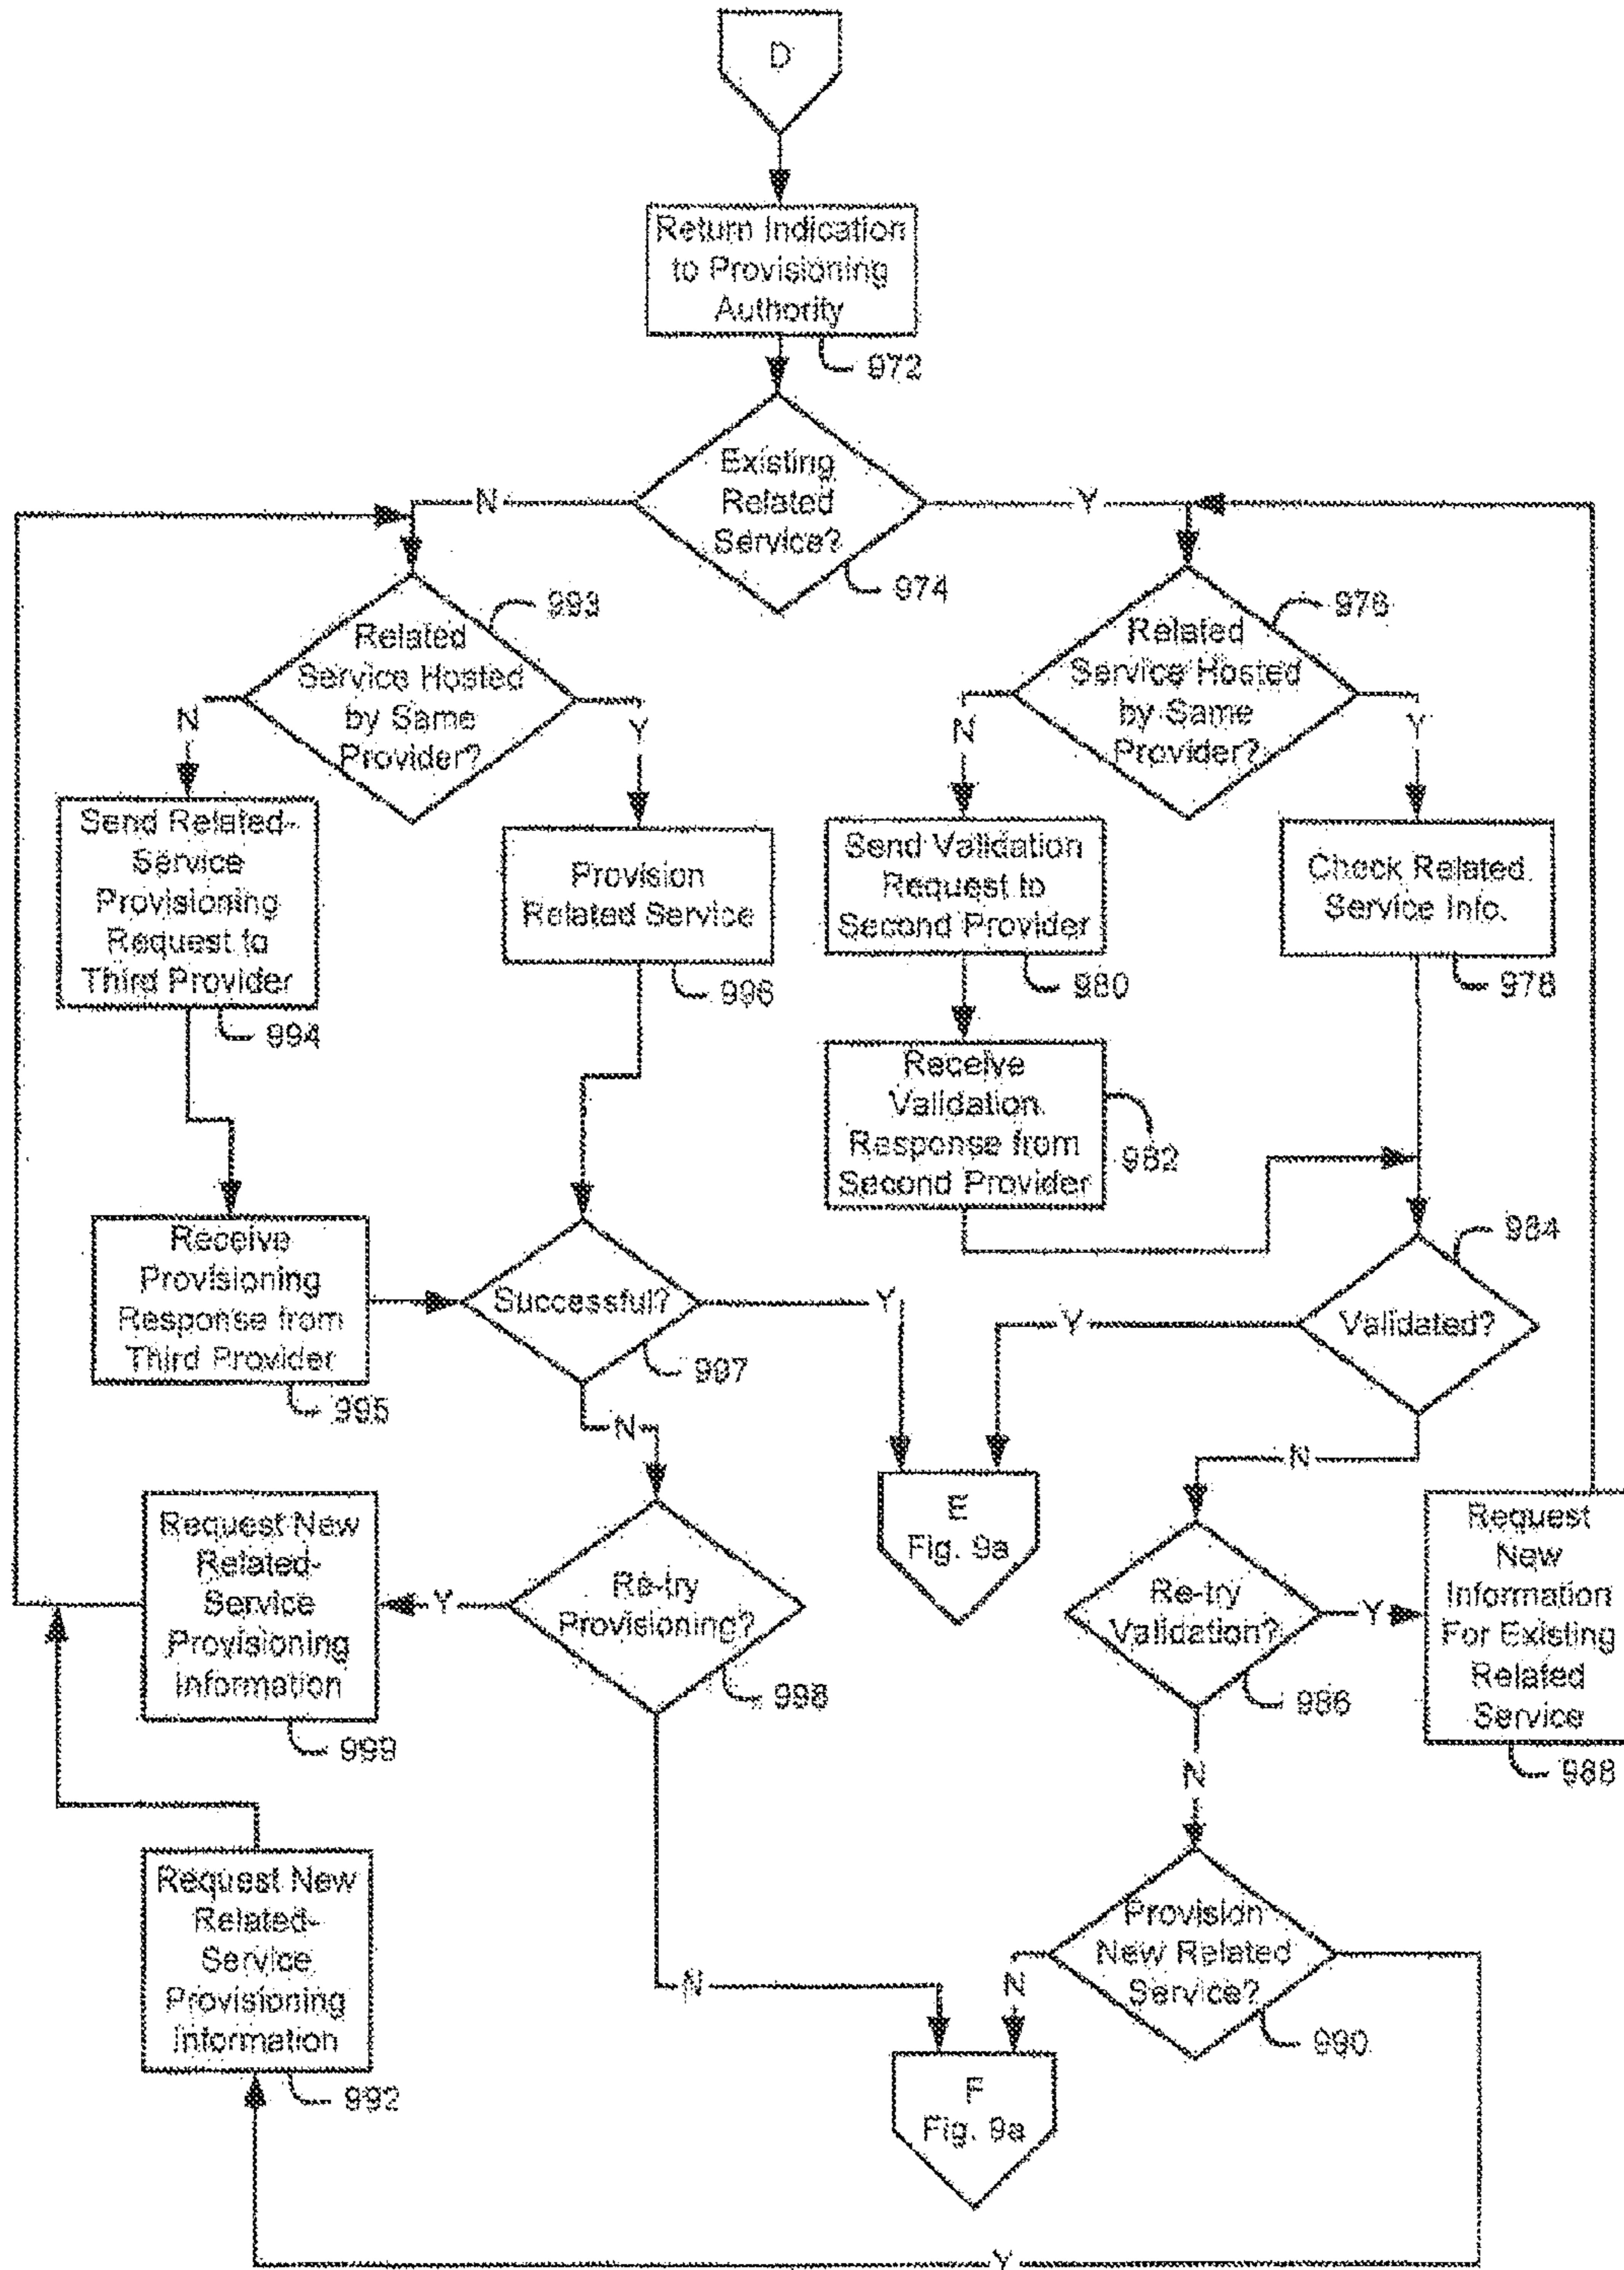 D
Return Indication
to Provisioning
Authority
972
Existing
Related
Service?
974
N
Y
993
Related
Service Hosted
by Same
Provider?
N
Y
976
Related
Service Hosted
by Same
Provider?
N
Y
Send Related-
Service
Provisioning
Request to
Third Provider
994
Provision
Related Service
996
Send Validation
Request to
Second Provider
980
Check Related
Service Info.
978
Receive
Validation
Response from
Second Provider
982
Receive
Provisioning
Response from
Third Provider
995
Successful?
997
Y
N
984
Validated?
Y
N
E
Fig. 9a
Request New
Related-
Service
Provisioning
Information
999
Y
Re-try
Provisioning?
998
N
Re-try
Validation?
986
Y
N
Request
New
Information
For Existing
Related
Service
988
Request New
Related-
Service
Provisioning
Information
992
Provision
New Related
Service?
990
N
Y
F
Fig. 9a